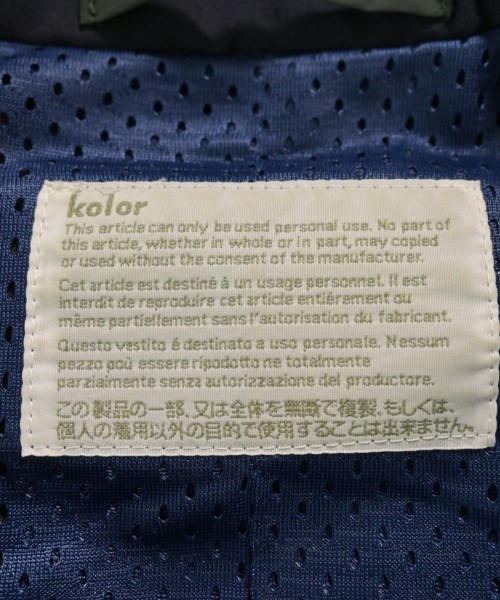 kolor
This article can only be used personal use. No part of
this article, whether in whole or in part, may copied
or used without the consent of the manufacturer.
Cet article est destiné à un usage personnel. Il est
interdit de reproduire cet article entiérement ou
même partiellement sans l'autorisation du fabricant.
Questo vestito é destinato a uso personale. Nessum
pezzo poù essere ripodotto ne totalmente
parziaimente senza autorizzazione del productore.
この製品の一部、又は全体を無断で複製、もしくは、
個人の着用以外の目的で使用することは出来ません。